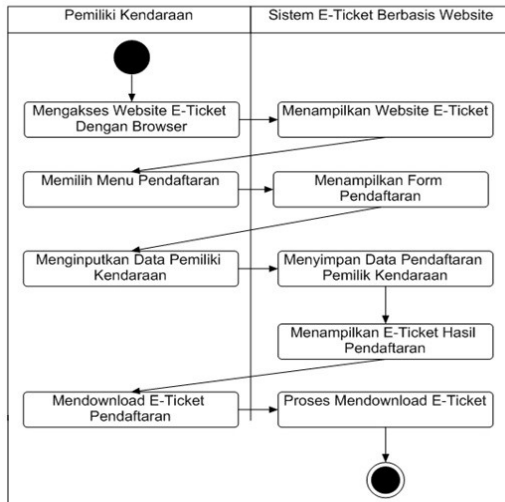 Pemiliki Kendaraan
Sistem E-Ticket Berbasis Website
Mengakses Website E-Ticket
Dengan Browser
Menampilkan Website E-Ticket
Memilih Menu Pendaftaran
Menampilkan Form
Pendaftaran
Menginputkan Data Pemiliki
Kendaraan
Menyimpan Data Pendaftaran
Pemilik Kendaraan
Menampilkan E-Ticket Hasil
Pendaftaran
Mendownload E-Ticket
Pendaftaran
Proses Mendownload E-Ticket